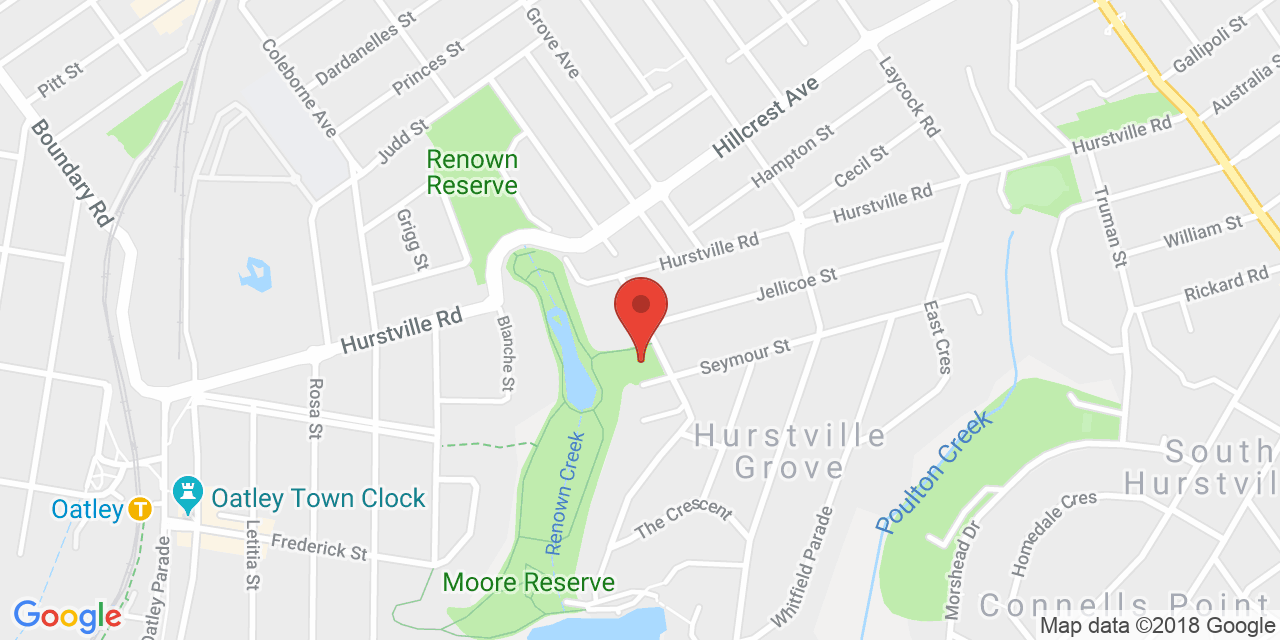 Pitt St
Dardanelles St
Coleborne Ave
Princes St
Grove Ave
Gallipoli St
Australia S
Boundary Rd
Judd St
Hillcrest Ave
Laycock Rd
Hurstville Rd
Renown
Reserve
Hampton St
Cecil St
Hurstville Rd
Truman St
William St
Grigg St
Hurstville Rd
Jellicoe St
Rickard Rd
Hurstville Rd
Blanche St
Seymour St
East Cres
Rosa St
Hurstville
Grove
Poulton Creek
South
Hurstvil
Oatley
T
Oatley Town Clock
Letitia St
Frederick St
Renown Creek
The Crescent
Whitfield Parade
Morshead Dr
Homedale Cres
Oatley Parade
Moore Reserve
Connells Point
Google
Map data ©2018 Google